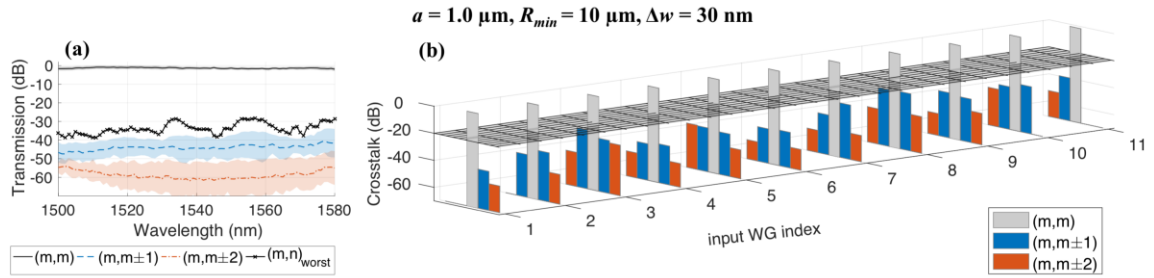 a = 1.0 µm, R_min = 10 µm, Δw = 30 nm
(a)
Transmission (dB)
0
-10
-20
-30
-40
-50
-60
1500
1520
1540
1560
1580
Wavelength (nm)
(m,m)
(m,m±1)
(m,m±2)
(m,n)worst
(b)
Crosstalk (dB)
0
-20
-40
-60
1
2
3
4
5
6
7
8
9
10
11
input WG index
(m,m)
(m,m±1)
(m,m±2)